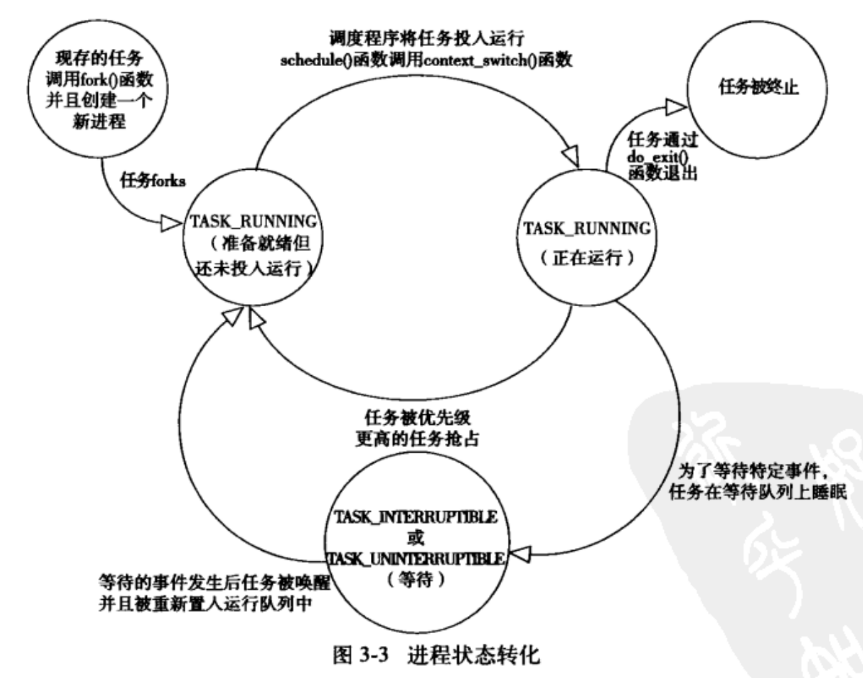 现存的任务
调用fork()函数
并且创建一个
新进程
调度程序将任务投入运行
schedule()函数调用context_switch()函数
任务被终止
任务通过
do_exit()
函数退出
任务forks
TASK_RUNNING
（准备就绪但
还未投入运行）
TASK_RUNNING
（正在运行）
任务被优先级
更高的任务抢占
为了等待特定事件，
任务在等待队列上睡眠
TASK_INTERRUPTIBLE
或
TASK_UNINTERRUPTIBLE
（等待）
等待的事件发生后任务被唤醒
并且被重新置入运行队列中
图 3-3 进程状态转化